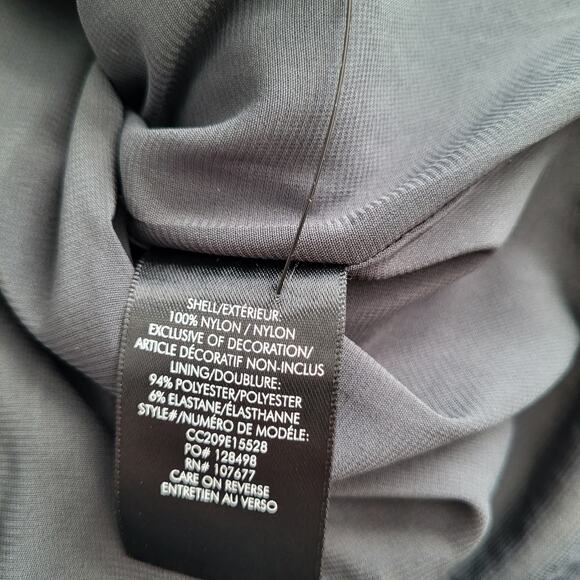 SHELL/EXTÉRIEUR:
100% NYLON / NYLON
EXCLUSIVE OF DECORATION/
ARTICLE DÉCORATIF NON-INCLUS
LINING/DOUBLURE:
94% POLYESTER/POLYESTER
6% ELASTANE/ÉLASTHANNE
STYLE#/NUMÉRO DE MODÉLE:
CC209E15528
PO# 128498
RN# 107677
CARE ON REVERSE
ENTRETIEN AU VERSO